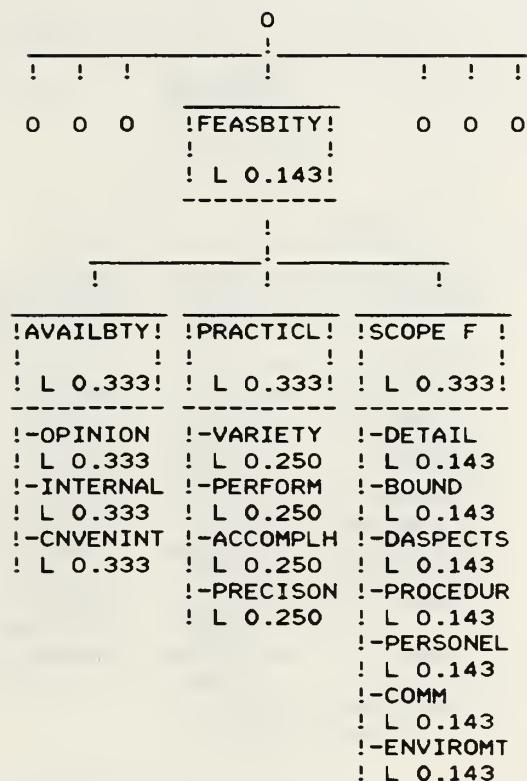 O
!
! ! ! ! ! ! !
O O O !FEASBITY! O O O
! !
! L 0.143!
---------
!
!
! ! !
!AVAILBTY! !PRACTICL! !SCOPE F !
! ! ! ! ! !
! L 0.333! ! L 0.333! ! L 0.333!
--------- --------- ---------
!-OPINION !-VARIETY !-DETAIL
! L 0.333 ! L 0.250 ! L 0.143
!-INTERNAL !-PERFORM !-BOUND
! L 0.333 ! L 0.250 ! L 0.143
!-CNVENINT !-ACCOMPLH !-DASPECTS
! L 0.333 ! L 0.250 ! L 0.143
!-PRECISON !-PROCEDUR
! L 0.250 ! L 0.143
!-PERSONEL
! L 0.143
!-COMM
! L 0.143
!-ENVIROMT
! L 0.143